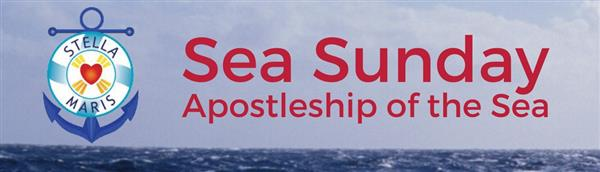 STELLA
MARIS
Sea Sunday
Apostleship of the Sea